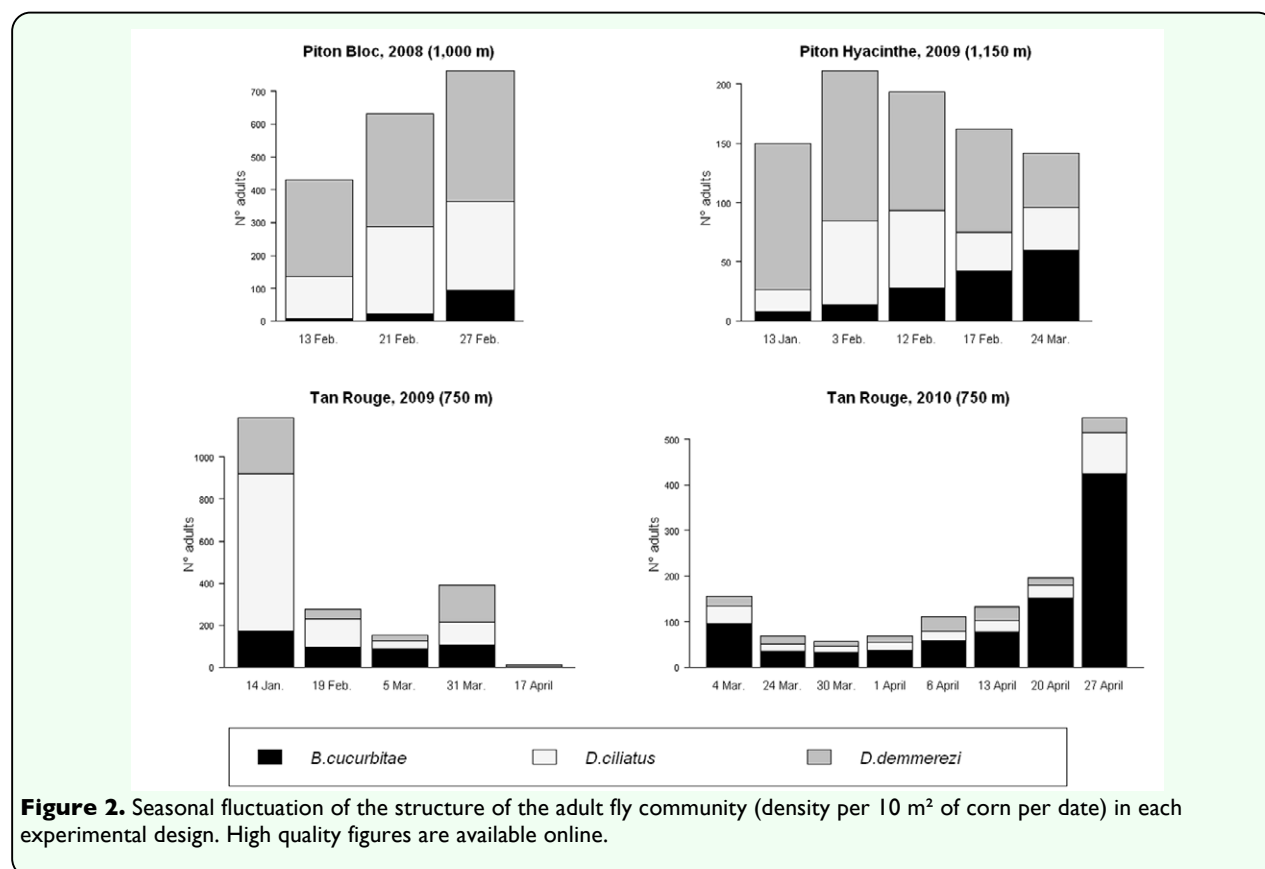 Piton Bloc, 2008 (1,000 m)
N° adults
700
600
500
400
300
200
100
0
13 Feb. 21 Feb. 27 Feb.
Piton Hyacinthe, 2009 (1,150 m)
N° adults
200
150
100
50
0
13 Jan. 3 Feb. 12 Feb. 17 Feb. 24 Mar.
Tan Rouge, 2009 (750 m)
N° adults
1000
800
600
400
200
0
14 Jan. 19 Feb. 5 Mar. 31 Mar. 17 April
Tan Rouge, 2010 (750 m)
N° adults
500
400
300
200
100
0
4 Mar. 24 Mar. 30 Mar. 1 April 6 April 13 April 20 April 27 April
B.cucurbitae D.ciliatus D.demmerezi
Figure 2. Seasonal fluctuation of the structure of the adult fly community (density per 10 m² of corn per date) in each
experimental design. High quality figures are available online.